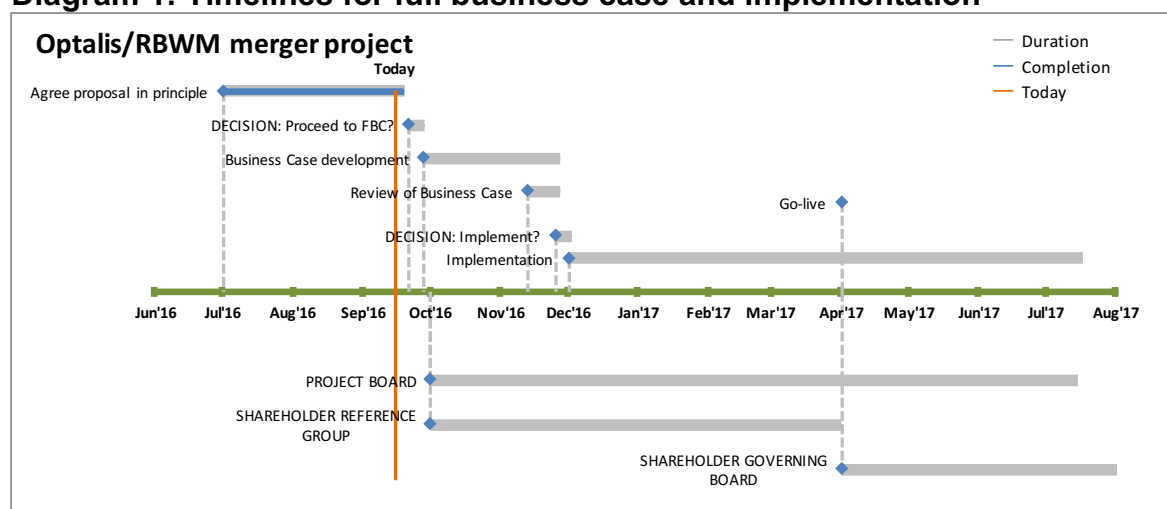 Diagram 1: Timelines for full business case and implementation
Optalis/RBWM merger project
Duration
Completion
Today
Today
Agree proposal in principle
DECISION: Proceed to FBC?
Business Case development
Review of Business Case
Go-live
DECISION: Implement?
Implementation
Jun'16 Jul'16 Aug'16 Sep'16 Oct'16 Nov'16 Dec'16 Jan'17 Feb'17 Mar'17 Apr'17 May'17 Jun'17 Jul'17 Aug'17
PROJECT BOARD
SHAREHOLDER REFERENCE
GROUP
SHAREHOLDER GOVERNING
BOARD